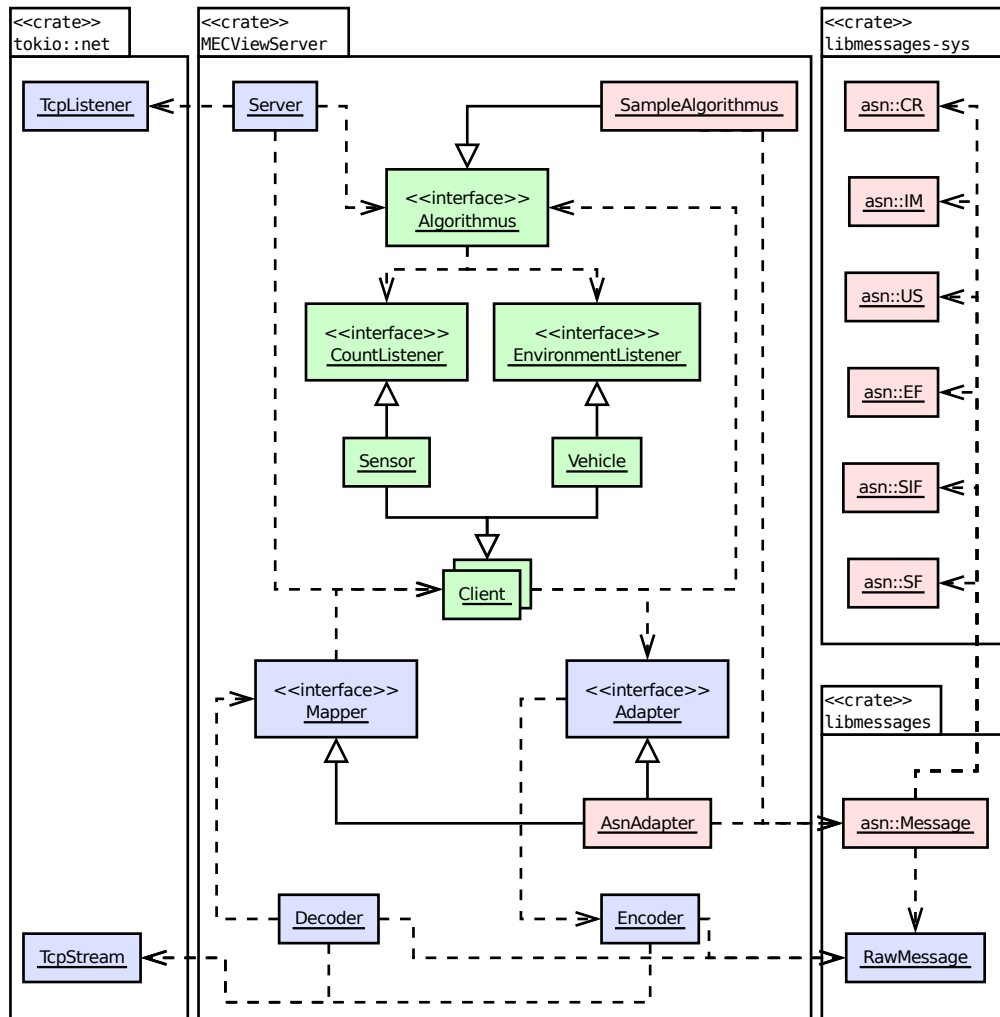 <<crate>>
tokio::net
<<crate>>
MECViewServer
<<crate>>
libmessages-sys
TcpListener
Server
SampleAlgorithmus
asn::CR
<<interface>>
Algorithmus
asn::IM
asn::US
<<interface>>
CountListener
<<interface>>
EnvironmentListener
asn::EF
Sensor
Vehicle
asn::SIF
Client
asn::SF
<<interface>>
Mapper
<<interface>>
Adapter
<<crate>>
libmessages
AsnAdapter
asn::Message
Decoder
Encoder
TcpStream
RawMessage